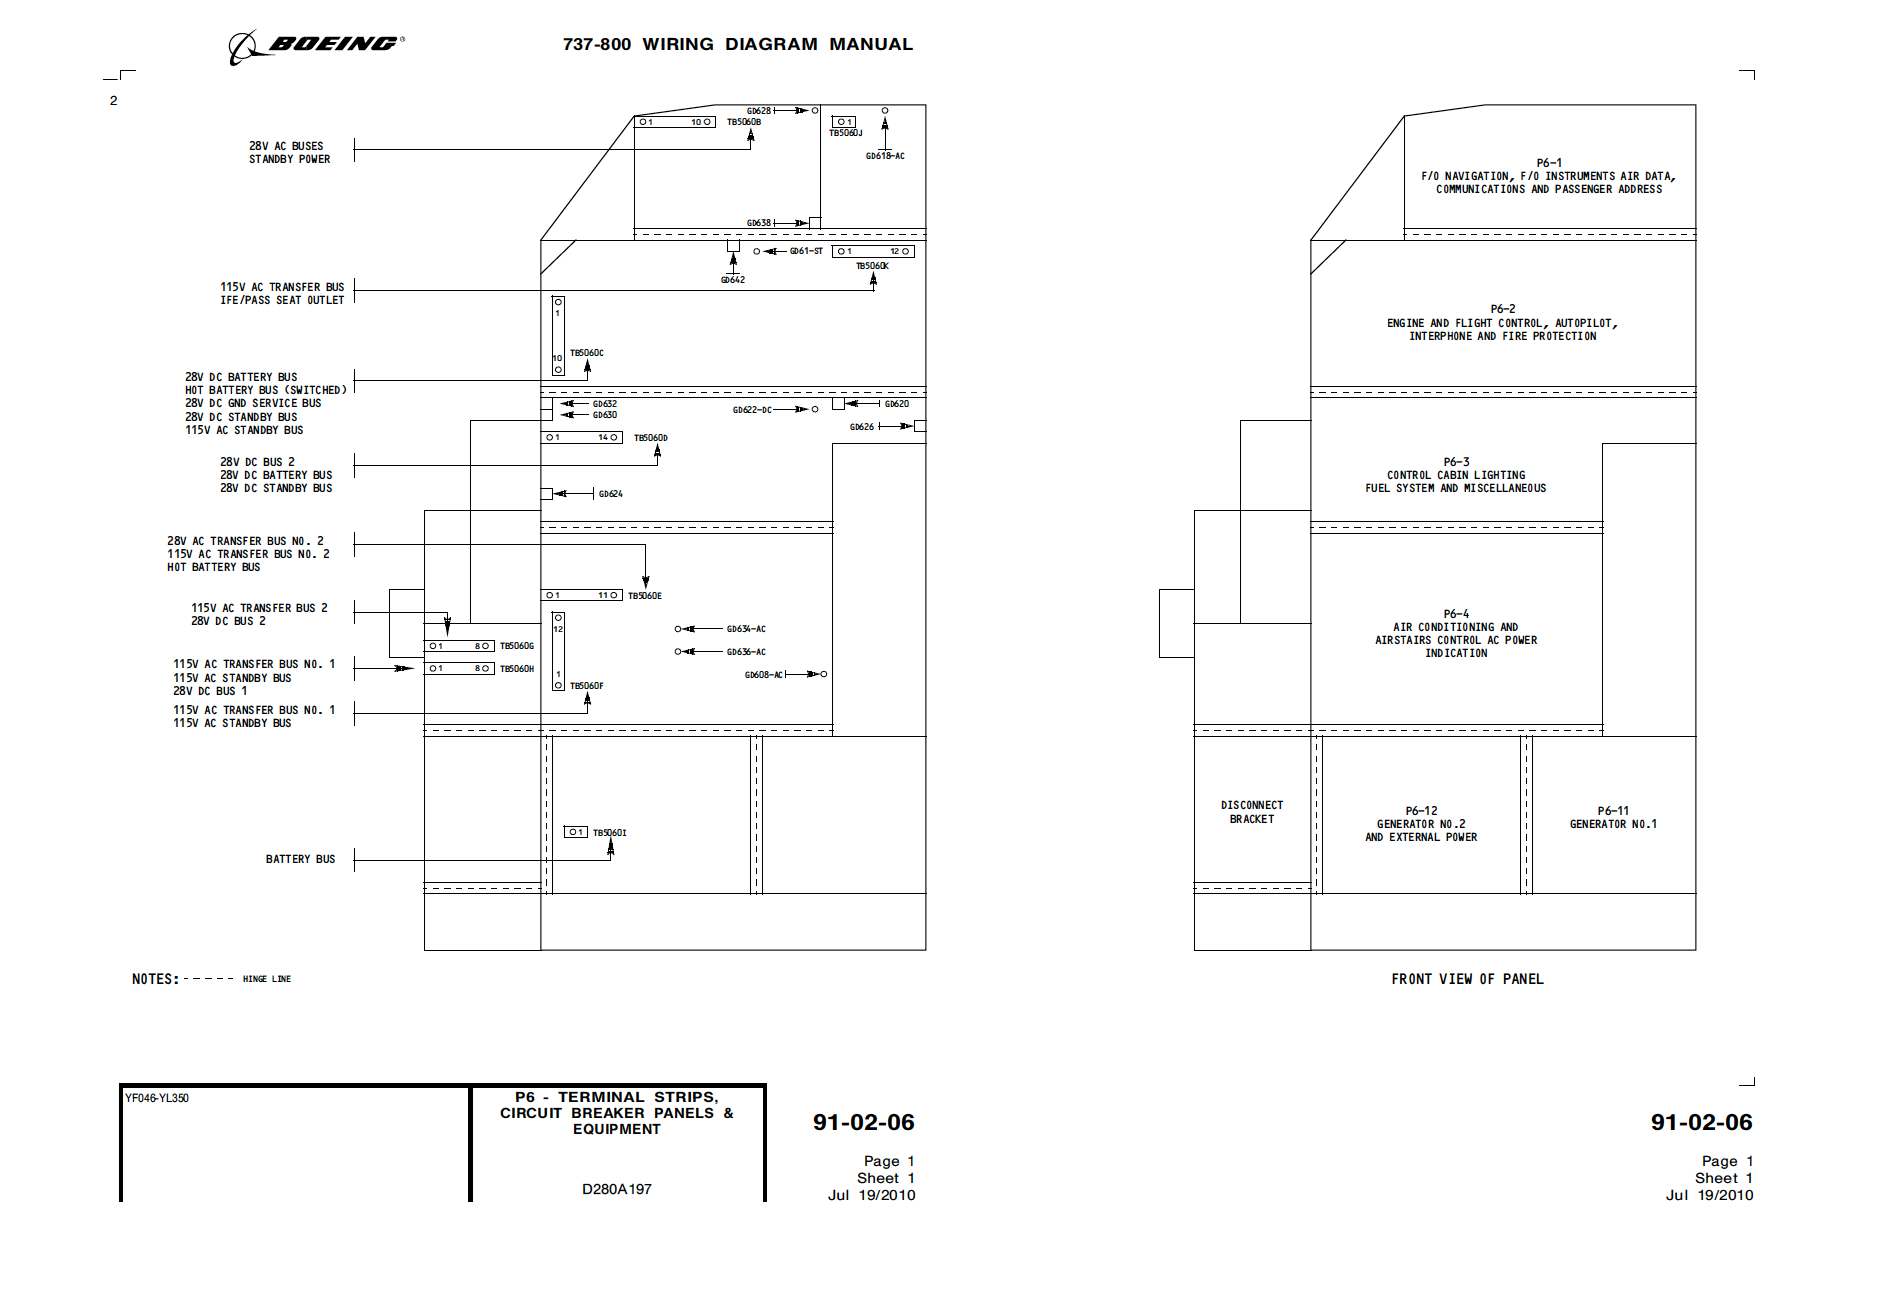 BOEING®
737-800 WIRING DIAGRAM MANUAL
2
28V AC BUSES
STANDBY POWER
115V AC TRANSFER BUS
IFE/PASS SEAT OUTLET
28V DC BATTERY BUS
HOT BATTERY BUS (SWITCHED)
28V DC GND SERVICE BUS
28V DC STANDBY BUS
115V AC STANDBY BUS
28V DC BUS 2
28V DC BATTERY BUS
28V DC STANDBY BUS
28V AC TRANSFER BUS NO. 2
115V AC TRANSFER BUS NO. 2
HOT BATTERY BUS
115V AC TRANSFER BUS 2
28V DC BUS 2
115V AC TRANSFER BUS NO. 1
115V AC STANDBY BUS
28V DC BUS 1
115V AC TRANSFER BUS NO. 1
115V AC STANDBY BUS
BATTERY BUS
GD628
1 10
TB5060B
1
TB5060J
GD618-AC
GD638
GD61-ST
1 12
TB5060K
GD642
1
10
TB5060C
GD632
GD630
GD622-DC
GD620
GD626
1 14
TB5060D
GD624
1 11
TB5060E
12
1
TB5060F
GD634-AC
GD636-AC
GD608-AC
1 8
TB5060G
1 8
TB5060H
1
TB5060I
P6-1
F/O NAVIGATION, F/O INSTRUMENTS AIR DATA,
COMMUNICATIONS AND PASSENGER ADDRESS
P6-2
ENGINE AND FLIGHT CONTROL, AUTOPILOT,
INTERPHONE AND FIRE PROTECTION
P6-3
CONTROL CABIN LIGHTING
FUEL SYSTEM AND MISCELLANEOUS
P6-4
AIR CONDITIONING AND
AIRSTAIRS CONTROL AC POWER
INDICATION
DISCONNECT
BRACKET
P6-12
GENERATOR NO.2
AND EXTERNAL POWER
P6-11
GENERATOR NO.1
NOTES: ------ HINGE LINE
FRONT VIEW OF PANEL
YF046-YL350
P6 - TERMINAL STRIPS,
CIRCUIT BREAKER PANELS &
EQUIPMENT
D280A197
91-02-06
Page 1
Sheet 1
Jul 19/2010
91-02-06
Page 1
Sheet 1
Jul 19/2010